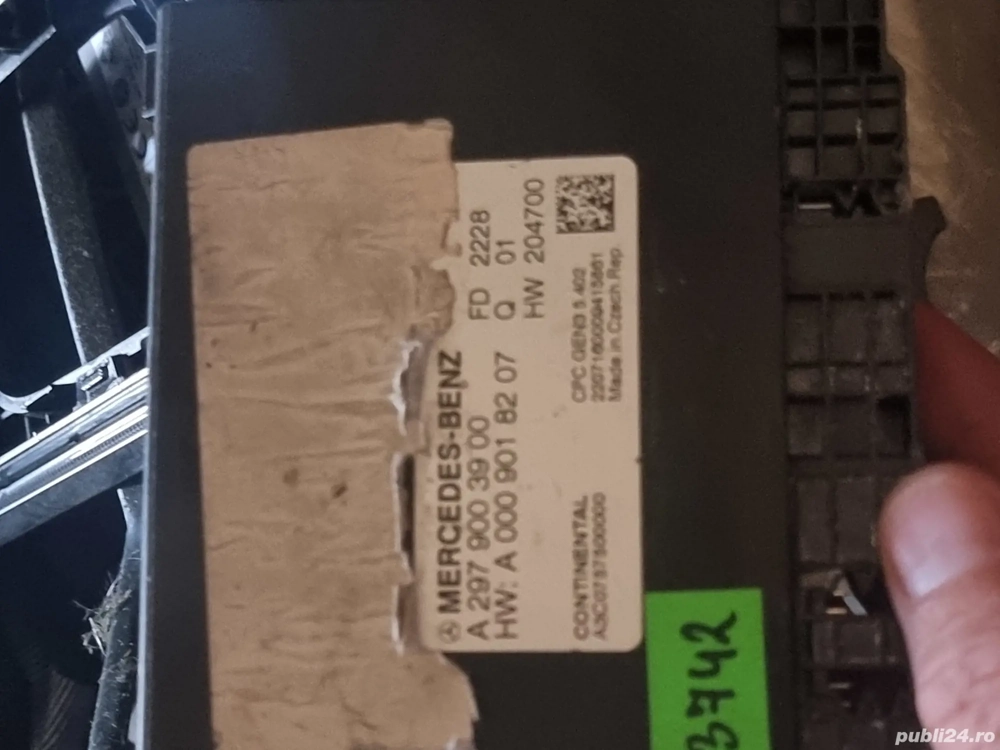 MERCEDES-BENZ
A 297 900 39 00
HW: A 000 901 82 07
FD 2228
Q 01
HW 204700
CONTINENTAL
A3C0757500000
CPC GEN3 5.402
Made in Czech Rep.
3742
publi24.ro